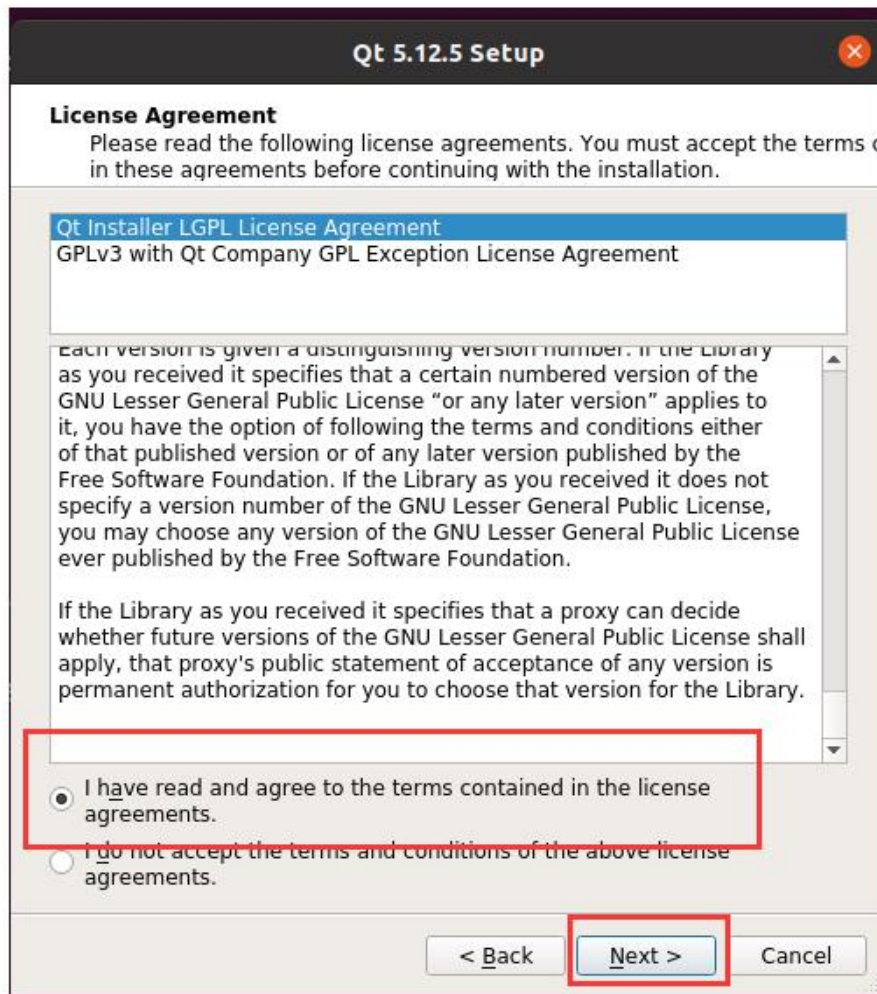 Qt 5.12.5 Setup
License Agreement
Please read the following license agreements. You must accept the terms
in these agreements before continuing with the installation.
Qt Installer LGPL License Agreement
GPLv3 with Qt Company GPL Exception License Agreement
Each version is given a distinguishing version number. If the Library
as you received it specifies that a certain numbered version of the
GNU Lesser General Public License “or any later version” applies to
it, you have the option of following the terms and conditions either
of that published version or of any later version published by the
Free Software Foundation. If the Library as you received it does not
specify a version number of the GNU Lesser General Public License,
you may choose any version of the GNU Lesser General Public License
ever published by the Free Software Foundation.
If the Library as you received it specifies that a proxy can decide
whether future versions of the GNU Lesser General Public License shall
apply, that proxy's public statement of acceptance of any version is
permanent authorization for you to choose that version for the Library.
I have read and agree to the terms contained in the license
agreements.
I do not accept the terms and conditions of the above license
agreements.
< Back
Next >
Cancel